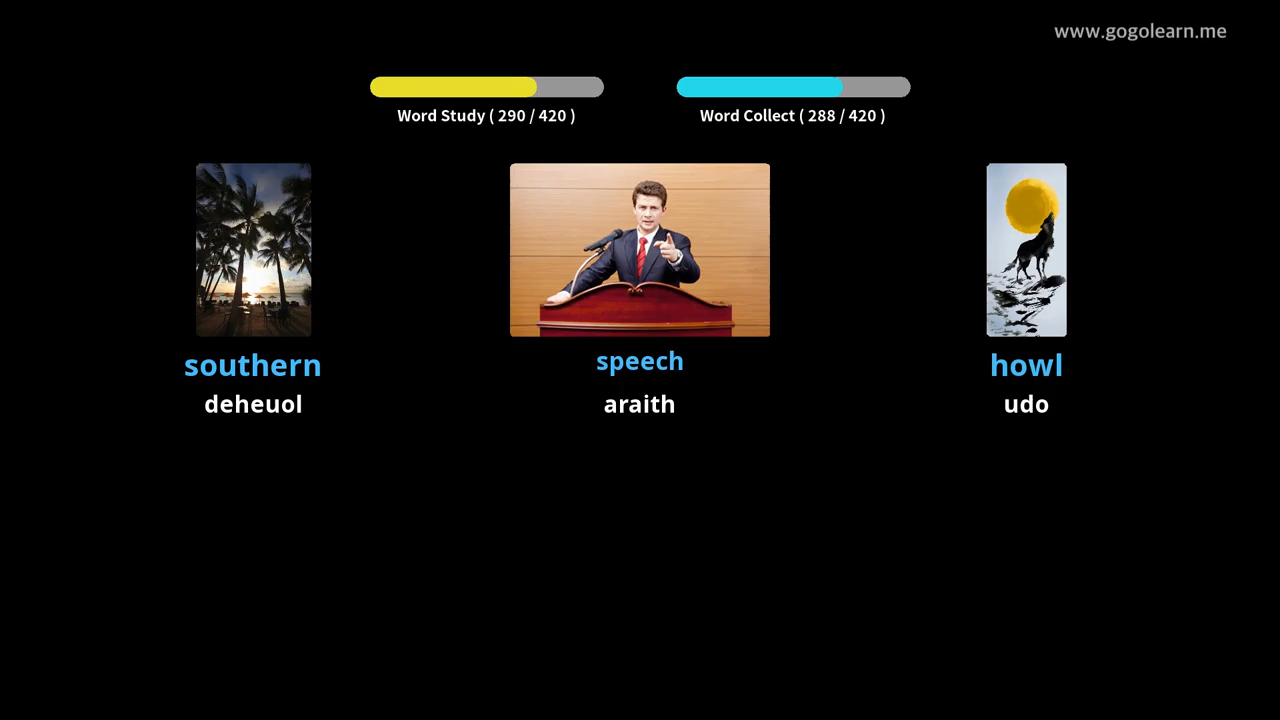 www.gogolearn.me
Word Study ( 290 / 420 )
Word Collect ( 288 / 420 )
southern
deheuol
speech
araith
howl
udo